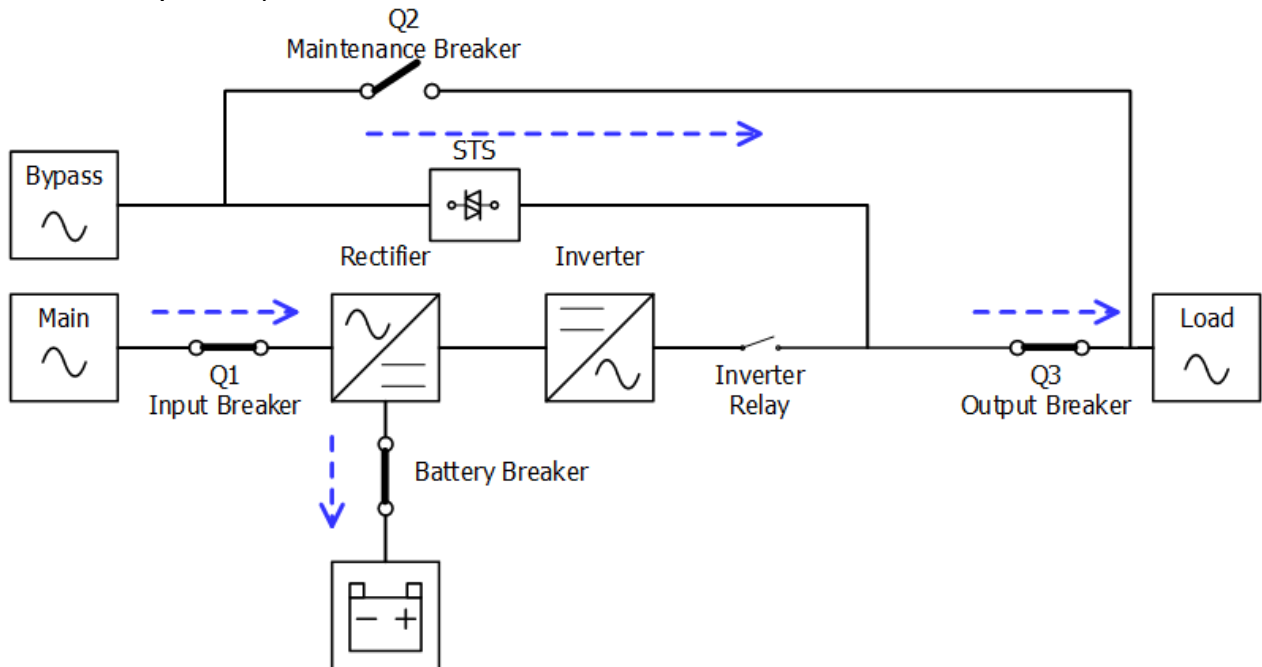 Q2
Maintenance Breaker
STS
Bypass
Rectifier
Inverter
Main
Load
Q1
Input Breaker
Inverter
Relay
Q3
Output Breaker
Battery Breaker
− +